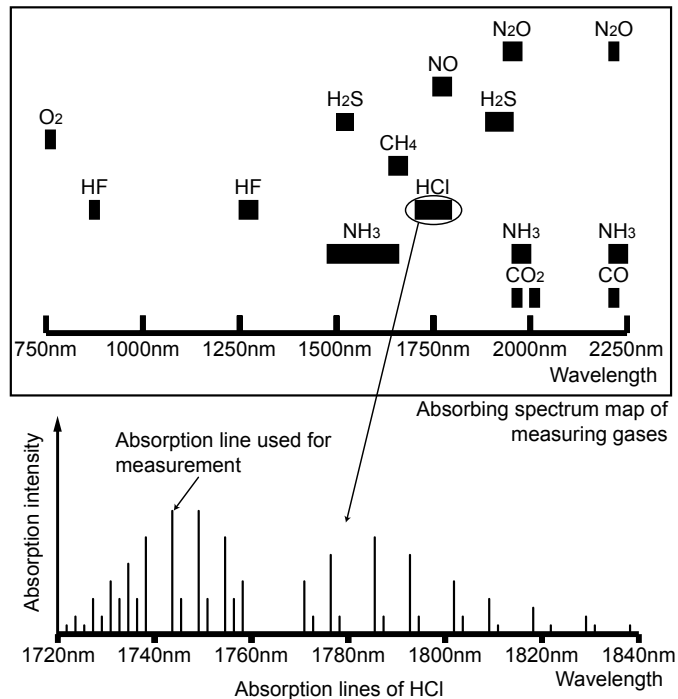 N2O N2O
NO
H2S H2S
O2
CH4
HF HF HCl
NH3 NH3 NH3
CO2 CO
750nm 1000nm 1250nm 1500nm 1750nm 2000nm 2250nm
Wavelength
Absorbing spectrum map of
measuring gases
Absorption line used for
measurement
Absorption intensity
1720nm 1740nm 1760nm 1780nm 1800nm 1820nm 1840nm
Wavelength
Absorption lines of HCl